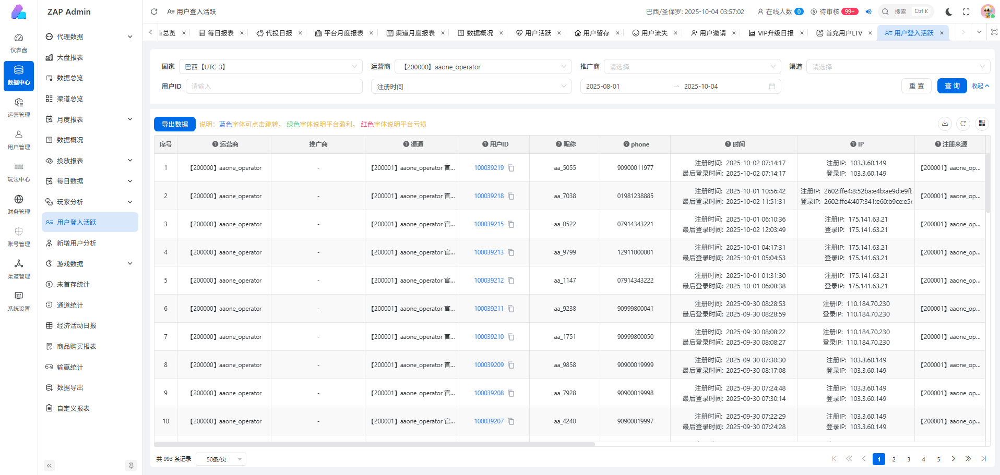 ZAP Admin
用户登入活跃
巴西/圣保罗: 2025-10-04 03:57:02
在线人数 0
待审核 99+
搜索 Ctrl K
总览 × 每日报表 × 代投日报 × 平台月度报表 × 渠道月度报表 × 数据概况 × 用户活跃 × 用户留存 × 用户流失 × 用户邀请 × VIP升级日报 × 首充用户LTV × 用户登入活跃 ×
仪表盘
数据中心
运营管理
用户管理
玩法中心
财务管理
账号管理
渠道管理
系统设置
代理数据
大盘报表
数据总览
渠道总览
月度报表
数据概况
投放报表
每日数据
玩家分析
用户登入活跃
新增用户分析
游戏数据
未首存统计
通道统计
经济活动日报
商品购买报表
输赢统计
数据导出
自定义报表
国家 巴西【UTC-3】 运营商 【200000】aaone_operator 推广商 请选择 渠道 请选择
用户ID 请输入 注册时间 2025-08-01 → 2025-10-04 重 置 查 询 收起
导出数据 说明：蓝色字体可点击跳转， 绿色字体说明平台盈利， 红色字体说明平台亏损
序号 运营商 推广商 渠道 用户ID 昵称 phone 时间 IP 注册来源
1 【200000】aaone_operator - 【200001】aaone_operator 官... 100039219 aa_5055 90900011977 注册时间: 2025-10-02 07:14:17 注册IP: 103.3.60.149 【200001】aaone_op...
最后登录时间: 2025-10-02 07:14:17 登录IP: 103.3.60.149
2 【200000】aaone_operator - 【200001】aaone_operator 官... 100039218 aa_7038 01981238885 注册时间: 2025-10-01 10:56:42 注册IP: 2602:ffe4:8:52ba:e4b:ae9d:e9fb 【200001】aaone_op...
最后登录时间: 2025-10-02 11:51:31 登录IP: 2602:ffe4:407:341:e60:b9ce:e5e
3 【200000】aaone_operator - 【200001】aaone_operator 官... 100039215 aa_0522 07914343221 注册时间: 2025-10-01 06:10:36 注册IP: 175.141.63.21 【200001】aaone_op...
最后登录时间: 2025-10-02 12:03:49 登录IP: 175.141.63.21
4 【200000】aaone_operator - 【200001】aaone_operator 官... 100039213 aa_9799 12911000001 注册时间: 2025-10-01 04:17:31 注册IP: 175.141.63.21 【200001】aaone_op...
最后登录时间: 2025-10-01 05:04:53 登录IP: 175.141.63.21
5 【200000】aaone_operator - 【200001】aaone_operator 官... 100039212 aa_1147 07914343222 注册时间: 2025-10-01 01:31:30 注册IP: 175.141.63.21 【200001】aaone_op...
最后登录时间: 2025-10-01 06:08:38 登录IP: 175.141.63.21
6 【200000】aaone_operator - 【200001】aaone_operator 官... 100039211 aa_9238 90999800041 注册时间: 2025-09-30 08:28:53 注册IP: 110.184.70.230 【200001】aaone_op...
最后登录时间: 2025-09-30 08:28:59 登录IP: 110.184.70.230
7 【200000】aaone_operator - 【200001】aaone_operator 官... 100039210 aa_1751 90999800050 注册时间: 2025-09-30 08:08:22 注册IP: 110.184.70.230 【200001】aaone_op...
最后登录时间: 2025-09-30 08:08:27 登录IP: 110.184.70.230
8 【200000】aaone_operator - 【200001】aaone_operator 官... 100039209 aa_9858 90900019999 注册时间: 2025-09-30 07:30:30 注册IP: 103.3.60.149 【200001】aaone_op...
最后登录时间: 2025-09-30 08:17:08 登录IP: 103.3.60.149
9 【200000】aaone_operator - 【200001】aaone_operator 官... 100039208 aa_7928 90900019998 注册时间: 2025-09-30 07:24:48 注册IP: 103.3.60.149 【200001】aaone_op...
最后登录时间: 2025-09-30 07:30:14 登录IP: 103.3.60.149
10 【200000】aaone_operator - 【200001】aaone_operator 官... 100039207 aa_4240 90900019997 注册时间: 2025-09-30 07:22:29 注册IP: 103.3.60.149 【200001】aaone_op...
最后登录时间: 2025-09-30 07:24:28 登录IP: 103.3.60.149
共 993 条记录 50条/页 1 2 3 4 5